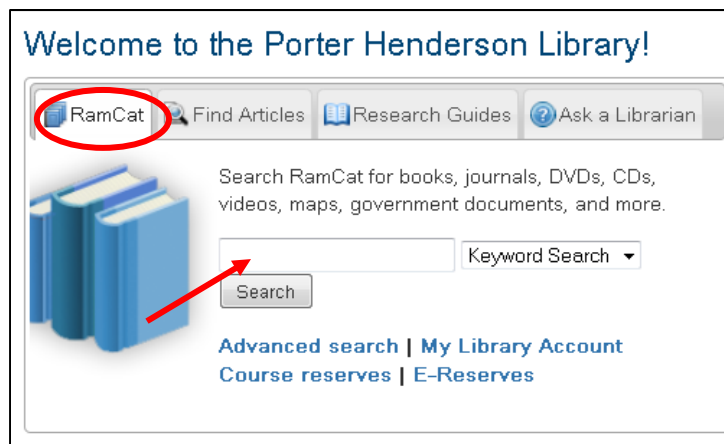 Welcome to the Porter Henderson Library!
RamCat Find Articles Research Guides Ask a Librarian
Search RamCat for books, journals, DVDs, CDs,
videos, maps, government documents, and more.
Keyword Search
Search
Advanced search | My Library Account
Course reserves | E-Reserves